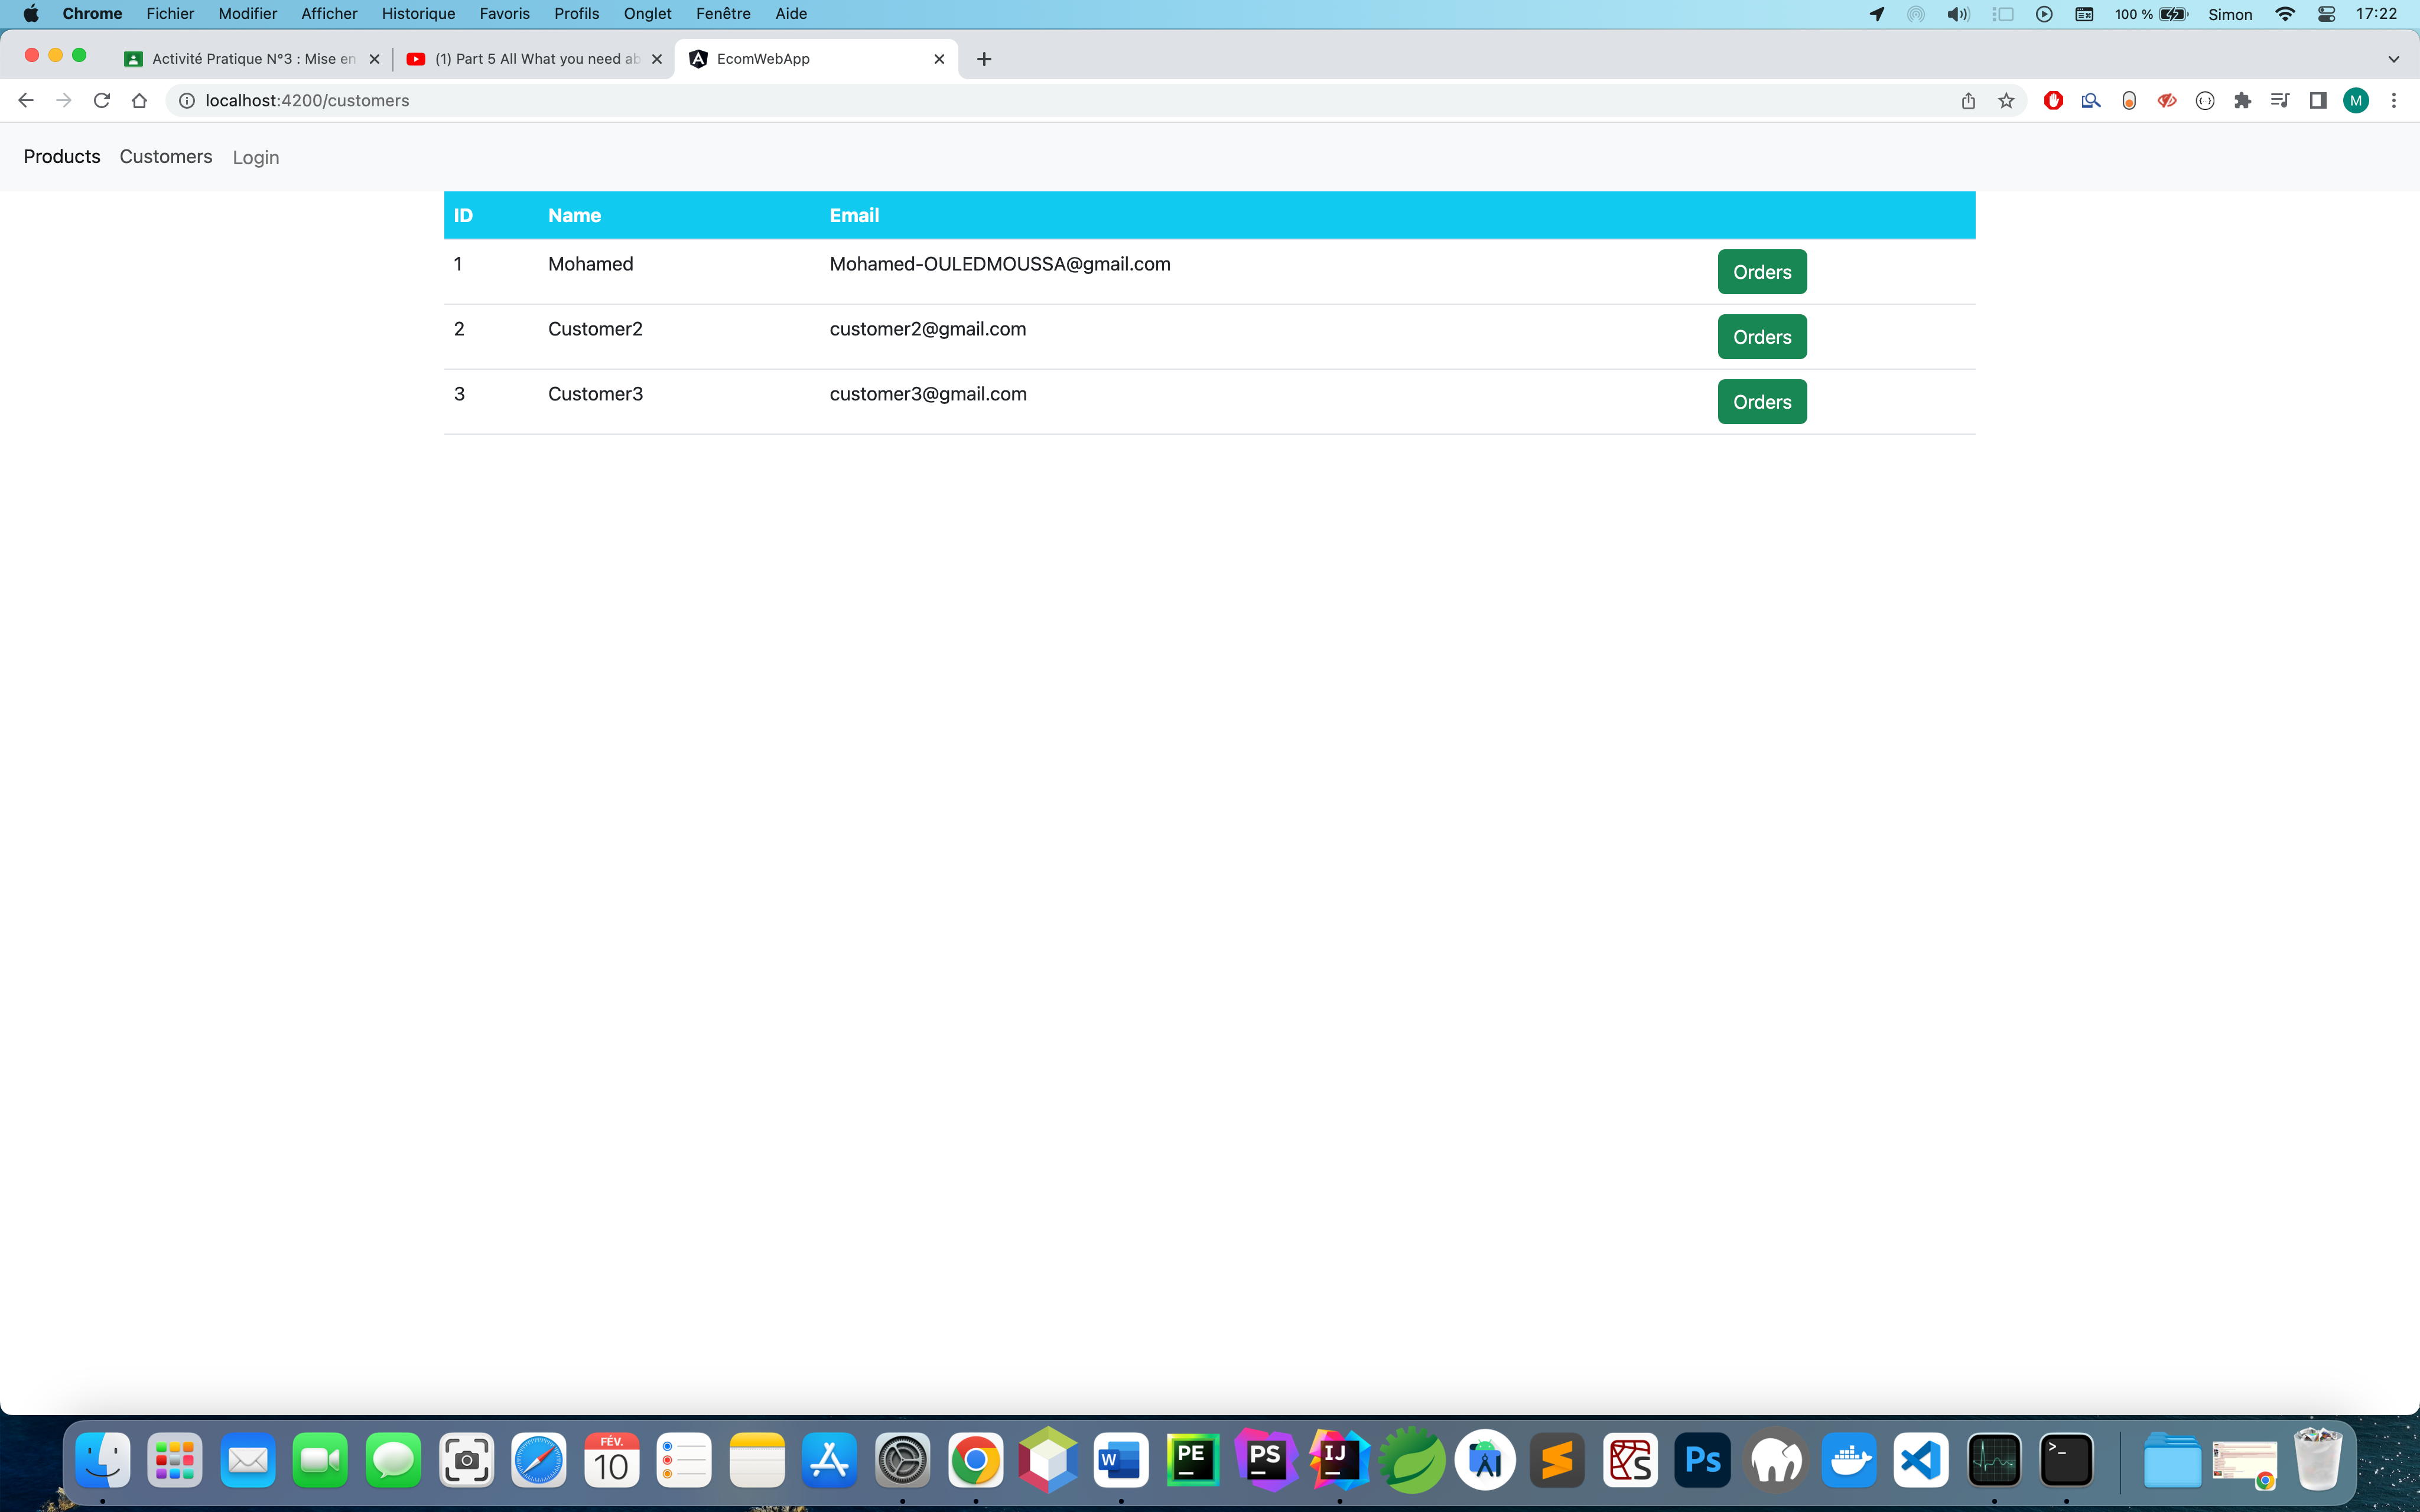 Chrome Fichier Modifier Afficher Historique Favoris Profils Onglet Fenêtre Aide 100 % Simon 17:22
Activité Pratique N°3 : Mise en (1) Part 5 All What you need ab EcomWebApp
localhost:4200/customers M
Products Customers Login
ID Name Email
1 Mohamed Mohamed-OULEDMOUSSA@gmail.com Orders
2 Customer2 customer2@gmail.com Orders
3 Customer3 customer3@gmail.com Orders
FÉV.
10
W PE PS IJ Ps >_